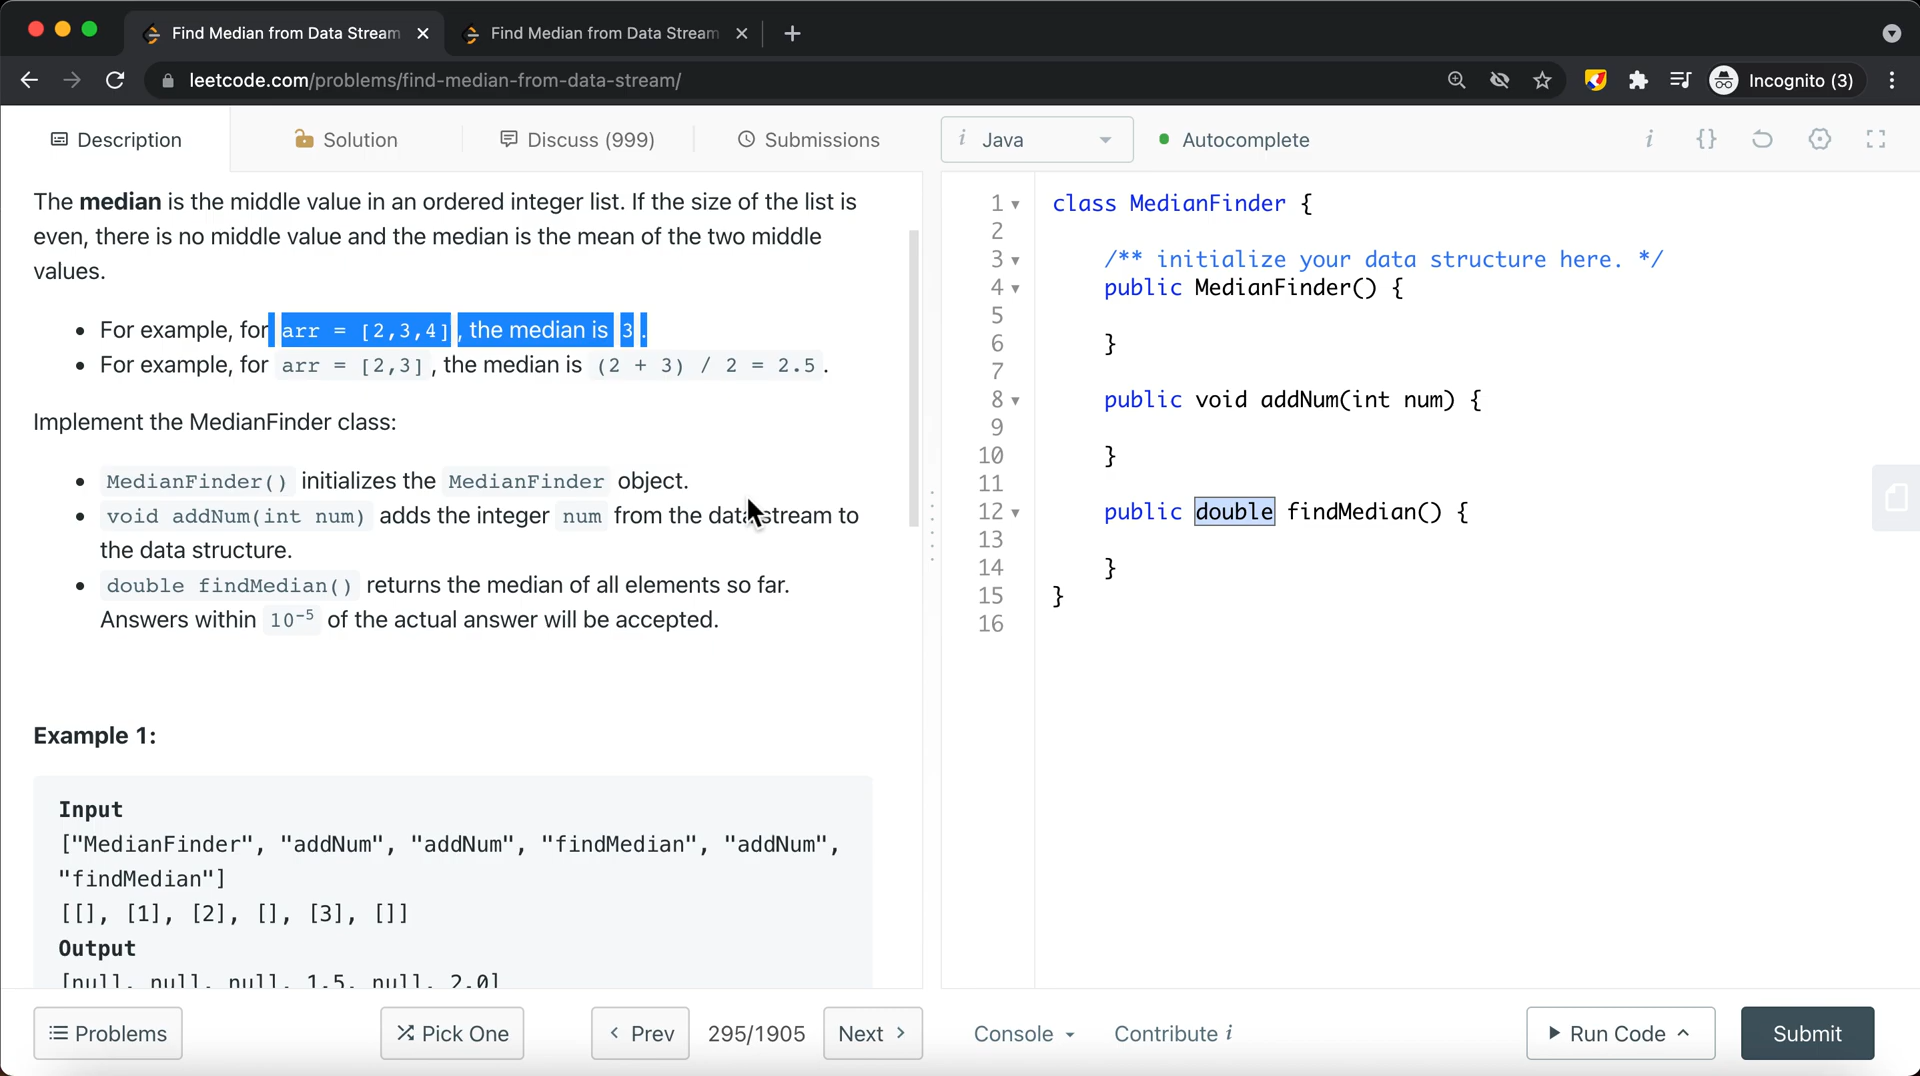 Find Median from Data Stream
Find Median from Data Stream
leetcode.com/problems/find-median-from-data-stream/
Incognito (3)
Description
Solution
Discuss (999)
Submissions
i Java
Autocomplete
i {}
The median is the middle value in an ordered integer list. If the size of the list is
even, there is no middle value and the median is the mean of the two middle
values.
• For example, for arr = [2,3,4], the median is 3.
• For example, for arr = [2,3], the median is (2 + 3) / 2 = 2.5.
Implement the MedianFinder class:
• MedianFinder() initializes the MedianFinder object.
• void addNum(int num) adds the integer num from the data stream to
the data structure.
• double findMedian() returns the median of all elements so far.
Answers within 10⁻⁵ of the actual answer will be accepted.
Example 1:
Input
["MedianFinder", "addNum", "addNum", "findMedian", "addNum",
"findMedian"]
[[], [1], [2], [], [3], []]
Output
[null, null, null, 1.5, null, 2.0]
1 class MedianFinder {
2
3 /** initialize your data structure here. */
4 public MedianFinder() {
5
6 }
7
8 public void addNum(int num) {
9
10 }
11
12 public double findMedian() {
13
14 }
15 }
16
Problems
Pick One
Prev
295/1905
Next
Console
Contribute i
Run Code
Submit